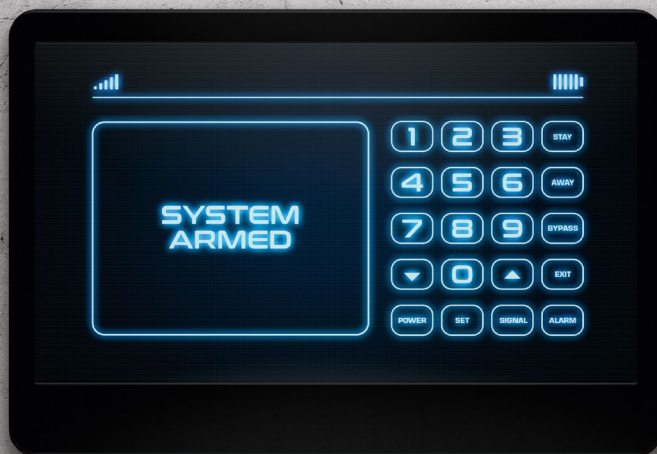 SYSTEM
ARMED
1 2 3 STAY
4 5 6 AWAY
7 8 9 BYPASS
0 EXIT
POWER SET SIGNAL ALARM